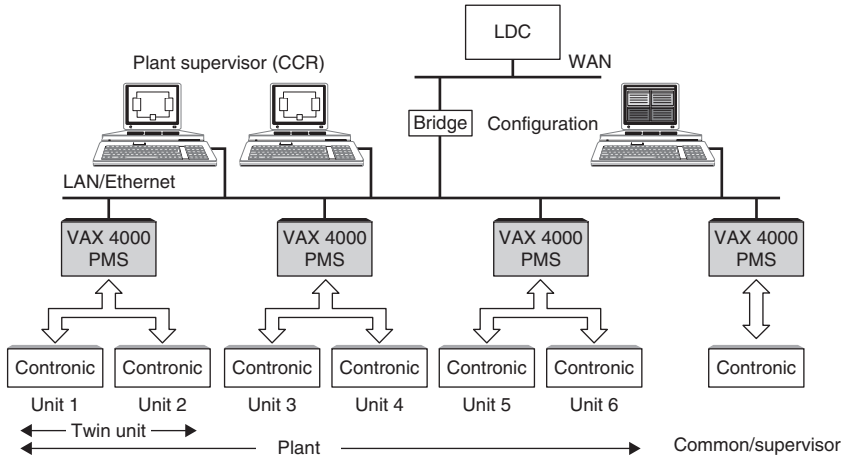 LDC
Plant supervisor (CCR)
WAN
Bridge
Configuration
LAN/Ethernet
VAX 4000
PMS
VAX 4000
PMS
VAX 4000
PMS
VAX 4000
PMS
Contronic
Contronic
Contronic
Contronic
Contronic
Contronic
Contronic
Unit 1
Unit 2
Unit 3
Unit 4
Unit 5
Unit 6
Twin unit
Plant
Common/supervisor